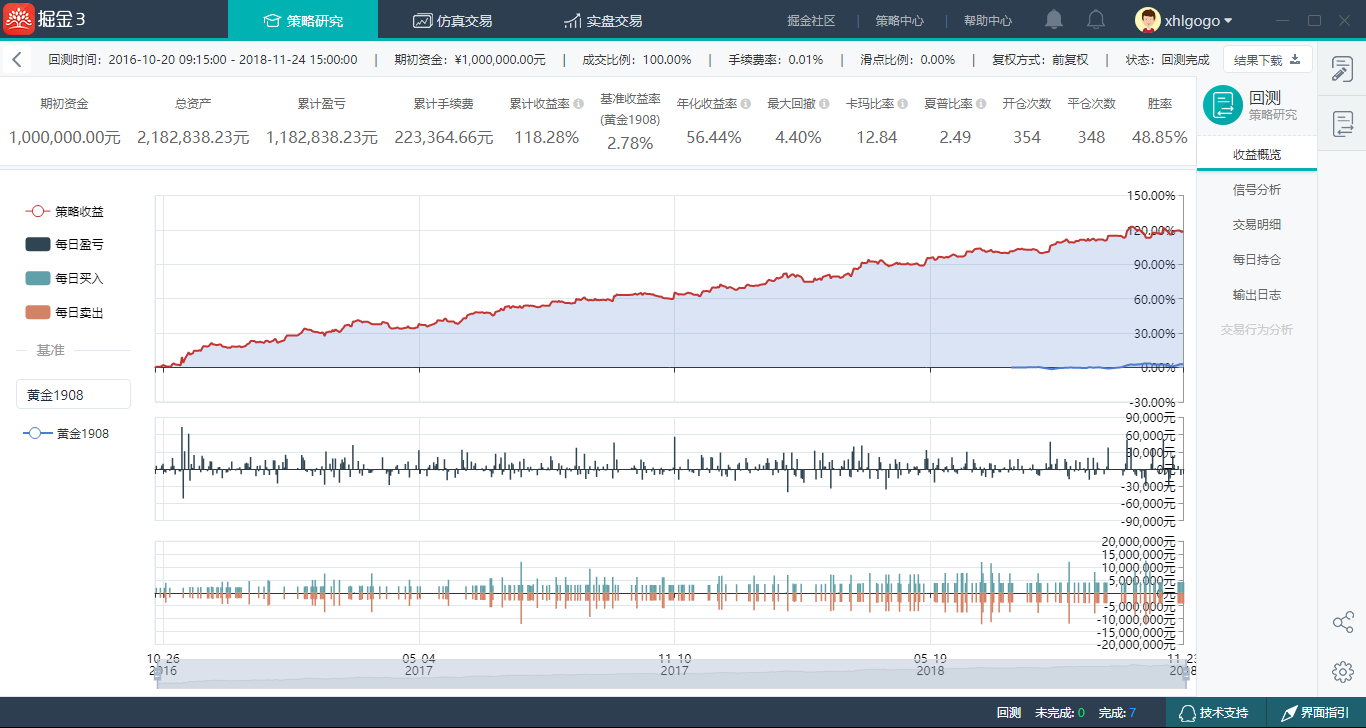 掘金3
策略研究
仿真交易
实盘交易
掘金社区
策略中心
帮助中心
xhlgogo
回测时间：2016-10-20 09:15:00 - 2018-11-24 15:00:00
期初资金：¥1,000,000.00元
成交比例：100.00%
手续费率：0.01%
滑点比例：0.00%
复权方式：前复权
状态：回测完成
结果下载
期初资金
1,000,000.00元
总资产
2,182,838.23元
累计盈亏
1,182,838.23元
累计手续费
223,364.66元
累计收益率
118.28%
基准收益率
(黄金1908)
2.78%
年化收益率
56.44%
最大回撤
4.40%
卡玛比率
12.84
夏普比率
2.49
开仓次数
354
平仓次数
348
胜率
48.85%
回测
策略研究
收益概览
信号分析
交易明细
每日持仓
输出日志
交易行为分析
策略收益
每日盈亏
每日买入
每日卖出
基准
黄金1908
黄金1908
150.00%
120.00%
90.00%
60.00%
30.00%
0.00%
-30.00%
90,000元
60,000元
30,000元
0元
-30,000元
-60,000元
-90,000元
20,000,000元
15,000,000元
10,000,000元
5,000,000元
0元
-5,000,000元
-10,000,000元
-15,000,000元
-20,000,000元
10-26
2016
05-04
2017
11-10
2017
05-19
2018
11-23
2018
回测
未完成: 0
完成: 7
技术支持
界面指引